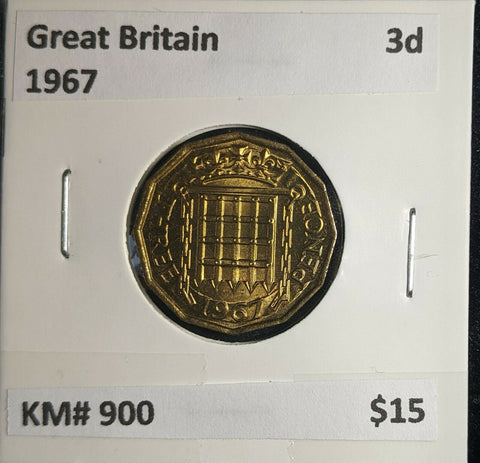 Great Britain 3d
1967
THREE PENCE
1967
KM# 900 $15